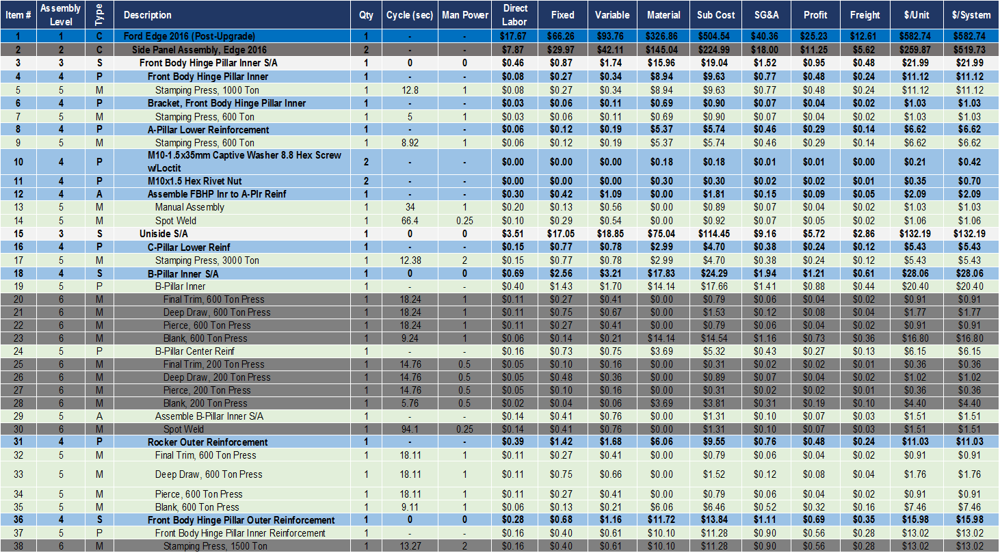 Item # Assembly Level Type Description Qty Cycle (sec) Man Power Direct Labor Fixed Variable Material Sub Cost SG&A Profit Freight $/Unit $/System
1 1 C Ford Edge 2016 (Post-Upgrade) 1 - - $17.67 $66.26 $93.76 $326.86 $504.54 $40.36 $25.23 $12.61 $582.74 $582.74
2 2 C Side Panel Assembly, Edge 2016 2 - - $7.87 $29.97 $42.11 $145.04 $224.99 $18.00 $11.25 $5.62 $259.87 $519.73
3 3 S Front Body Hinge Pillar Inner S/A 1 0 0 $0.46 $0.87 $1.74 $15.96 $19.04 $1.52 $0.95 $0.48 $21.99 $21.99
4 4 P Front Body Hinge Pillar Inner 1 - - $0.08 $0.27 $0.34 $8.94 $9.63 $0.77 $0.48 $0.24 $11.12 $11.12
5 5 M Stamping Press, 1000 Ton 1 12.8 1 $0.08 $0.27 $0.34 $8.94 $9.63 $0.77 $0.48 $0.24 $11.12 $11.12
6 4 P Bracket, Front Body Hinge Pillar Inner 1 - - $0.03 $0.06 $0.11 $0.69 $0.90 $0.07 $0.04 $0.02 $1.03 $1.03
7 5 M Stamping Press, 600 Ton 1 5 1 $0.03 $0.06 $0.11 $0.69 $0.90 $0.07 $0.04 $0.02 $1.03 $1.03
8 4 P A-Pillar Lower Reinforcement 1 - - $0.06 $0.12 $0.19 $5.37 $5.74 $0.46 $0.29 $0.14 $6.62 $6.62
9 5 M Stamping Press, 600 Ton 1 8.92 1 $0.06 $0.12 $0.19 $5.37 $5.74 $0.46 $0.29 $0.14 $6.62 $6.62
10 4 P M10-1.5x35mm Captive Washer 8.8 Hex Screw
w/Loctit 2 - - $0.00 $0.00 $0.00 $0.18 $0.18 $0.01 $0.01 $0.00 $0.21 $0.42
11 4 P M10x1.5 Hex Rivet Nut 2 - - $0.00 $0.00 $0.00 $0.30 $0.30 $0.02 $0.02 $0.01 $0.35 $0.70
12 4 A Assemble FBHP Inr to A-Plr Reinf 1 - - $0.30 $0.42 $1.09 $0.00 $1.81 $0.15 $0.09 $0.05 $2.09 $2.09
13 5 M Manual Assembly 1 34 1 $0.20 $0.13 $0.56 $0.00 $0.89 $0.07 $0.04 $0.02 $1.03 $1.03
14 5 M Spot Weld 1 66.4 0.25 $0.10 $0.29 $0.54 $0.00 $0.92 $0.07 $0.05 $0.02 $1.06 $1.06
15 3 S Uniside S/A 1 0 0 $3.51 $17.05 $18.85 $75.04 $114.45 $9.16 $5.72 $2.86 $132.19 $132.19
16 4 P C-Pillar Lower Reinf 1 - - $0.15 $0.77 $0.78 $2.99 $4.70 $0.38 $0.24 $0.12 $5.43 $5.43
17 5 M Stamping Press, 3000 Ton 1 12.38 2 $0.15 $0.77 $0.78 $2.99 $4.70 $0.38 $0.24 $0.12 $5.43 $5.43
18 4 S B-Pillar Inner S/A 1 0 0 $0.69 $2.56 $3.21 $17.83 $24.29 $1.94 $1.21 $0.61 $28.06 $28.06
19 5 P B-Pillar Inner 1 - - $0.40 $1.43 $1.70 $14.14 $17.66 $1.41 $0.88 $0.44 $20.40 $20.40
20 6 M Final Trim, 600 Ton Press 1 18.24 1 $0.11 $0.27 $0.41 $0.00 $0.79 $0.06 $0.04 $0.02 $0.91 $0.91
21 6 M Deep Draw, 600 Ton Press 1 18.24 1 $0.11 $0.75 $0.67 $0.00 $1.53 $0.12 $0.08 $0.04 $1.77 $1.77
22 6 M Pierce, 600 Ton Press 1 18.24 1 $0.11 $0.27 $0.41 $0.00 $0.79 $0.06 $0.04 $0.02 $0.91 $0.91
23 6 M Blank, 600 Ton Press 1 9.24 1 $0.06 $0.14 $0.21 $14.14 $14.54 $1.16 $0.73 $0.36 $16.80 $16.80
24 5 P B-Pillar Center Reinf 1 - - $0.16 $0.73 $0.75 $3.69 $5.32 $0.43 $0.27 $0.13 $6.15 $6.15
25 6 M Final Trim, 200 Ton Press 1 14.76 0.5 $0.05 $0.10 $0.16 $0.00 $0.31 $0.02 $0.02 $0.01 $0.36 $0.36
26 6 M Deep Draw, 200 Ton Press 1 14.76 0.5 $0.05 $0.48 $0.36 $0.00 $0.89 $0.07 $0.04 $0.02 $1.02 $1.02
27 6 M Pierce, 200 Ton Press 1 14.76 0.5 $0.05 $0.10 $0.16 $0.00 $0.31 $0.02 $0.02 $0.01 $0.36 $0.36
28 6 M Blank, 200 Ton Press 1 5.76 0.5 $0.02 $0.04 $0.06 $3.69 $3.81 $0.31 $0.19 $0.10 $4.40 $4.40
29 5 A Assemble B-Pillar Inner S/A 1 - - $0.14 $0.41 $0.76 $0.00 $1.31 $0.10 $0.07 $0.03 $1.51 $1.51
30 6 M Spot Weld 1 94.1 0.25 $0.14 $0.41 $0.76 $0.00 $1.31 $0.10 $0.07 $0.03 $1.51 $1.51
31 4 P Rocker Outer Reinforcement 1 - - $0.39 $1.42 $1.68 $6.06 $9.55 $0.76 $0.48 $0.24 $11.03 $11.03
32 5 M Final Trim, 600 Ton Press 1 18.11 1 $0.11 $0.27 $0.41 $0.00 $0.79 $0.06 $0.04 $0.02 $0.91 $0.91
33 5 M Deep Draw, 600 Ton Press 1 18.11 1 $0.11 $0.75 $0.66 $0.00 $1.52 $0.12 $0.08 $0.04 $1.76 $1.76
34 5 M Pierce, 600 Ton Press 1 18.11 1 $0.11 $0.27 $0.41 $0.00 $0.79 $0.06 $0.04 $0.02 $0.91 $0.91
35 5 M Blank, 600 Ton Press 1 9.11 1 $0.06 $0.13 $0.21 $6.06 $6.46 $0.52 $0.32 $0.16 $7.46 $7.46
36 4 S Front Body Hinge Pillar Outer Reinforcement 1 0 0 $0.28 $0.68 $1.16 $11.72 $13.84 $1.11 $0.69 $0.35 $15.98 $15.98
37 5 P Front Body Hinge Pillar Inner Reinforcement 1 - - $0.16 $0.40 $0.61 $10.10 $11.28 $0.90 $0.56 $0.28 $13.02 $13.02
38 6 M Stamping Press, 1500 Ton 1 13.27 2 $0.16 $0.40 $0.61 $10.10 $11.28 $0.90 $0.56 $0.28 $13.02 $13.02